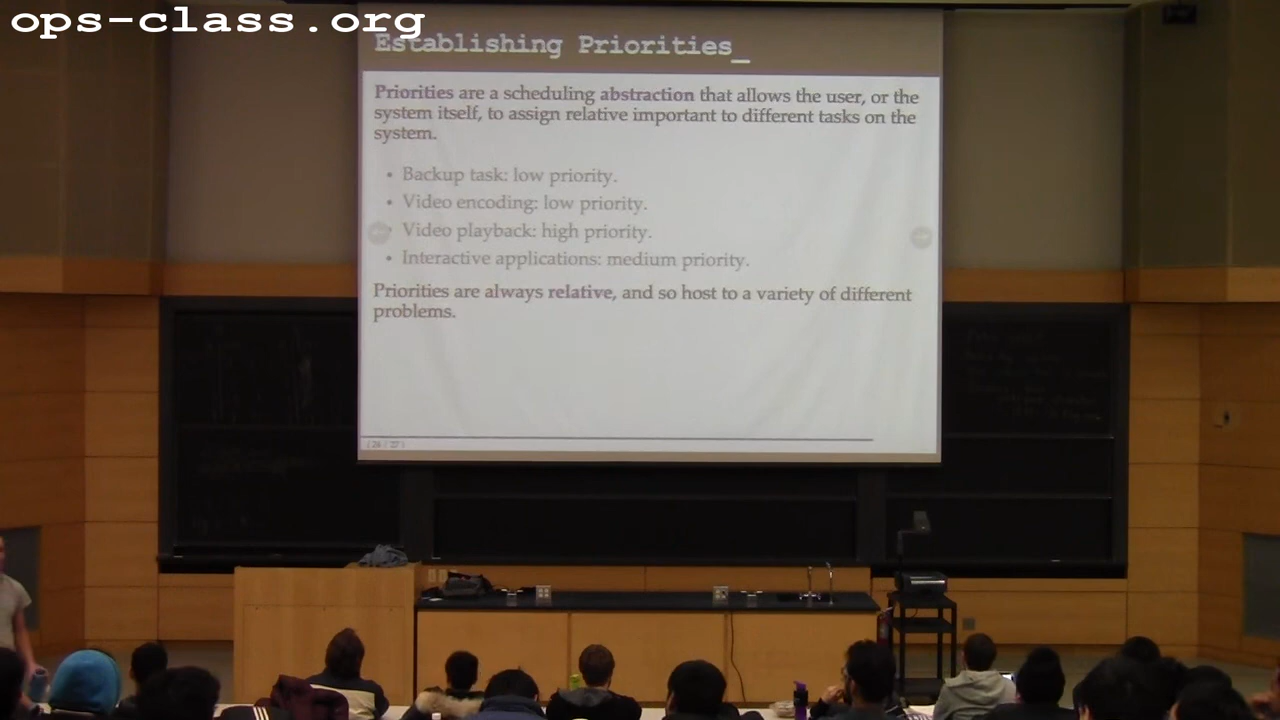 ops-class.org
Establishing Priorities_
Priorities are a scheduling abstraction that allows the user, or the
system itself, to assign relative important to different tasks on the
system.
• Backup task: low priority.
• Video encoding: low priority.
• Video playback: high priority.
• Interactive applications: medium priority.
Priorities are always relative, and so host to a variety of different
problems.